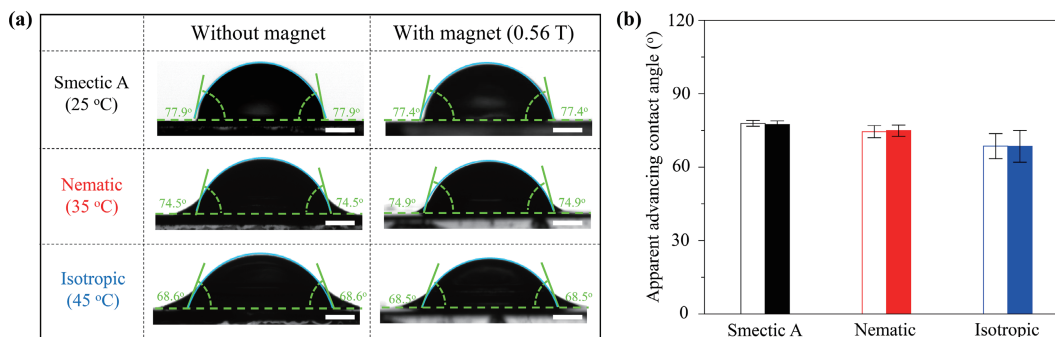 (a)
Without magnet
With magnet (0.56 T)
Smectic A
(25 °C)
77.9°
77.9°
77.4°
77.4°
Nematic
(35 °C)
74.5°
74.5°
74.9°
74.9°
Isotropic
(45 °C)
68.6°
68.6°
68.5°
68.5°
(b)
Apparent advancing contact angle (°)
120
90
60
30
0
Smectic A
Nematic
Isotropic